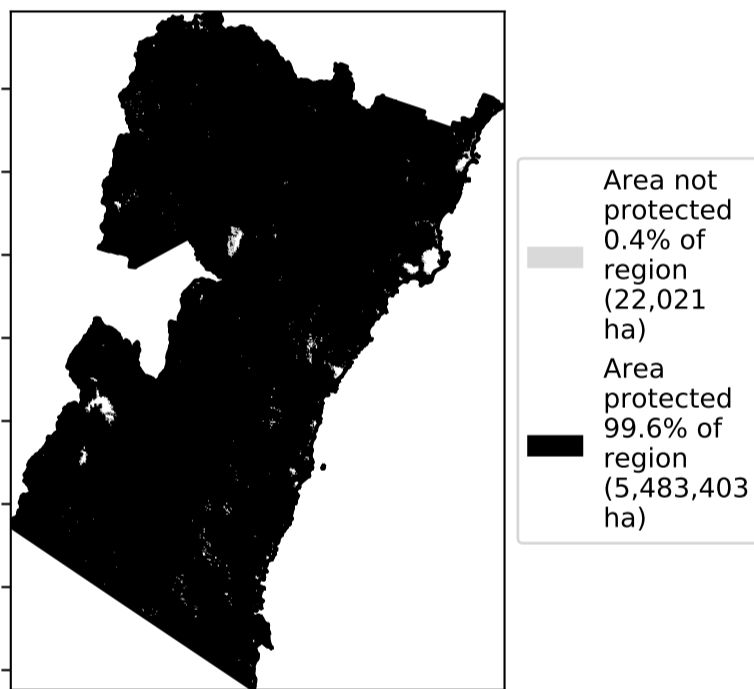 Area not
protected
0.4% of
region
(22,021
ha)
Area
protected
99.6% of
region
(5,483,403
ha)